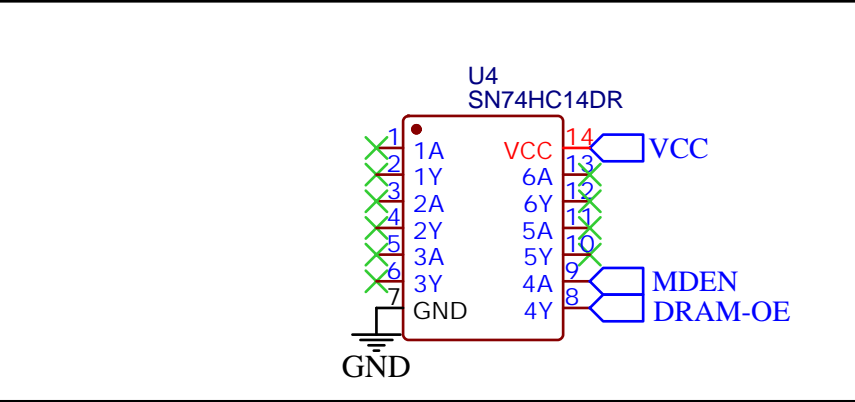 U4
SN74HC14DR
1 1A VCC 14 VCC
2 1Y 6A 13
3 2A 6Y 12
4 2Y 5A 11
5 3A 5Y 10
6 3Y 4A 9 MDEN
7 GND 4Y 8 DRAM-OE
GND